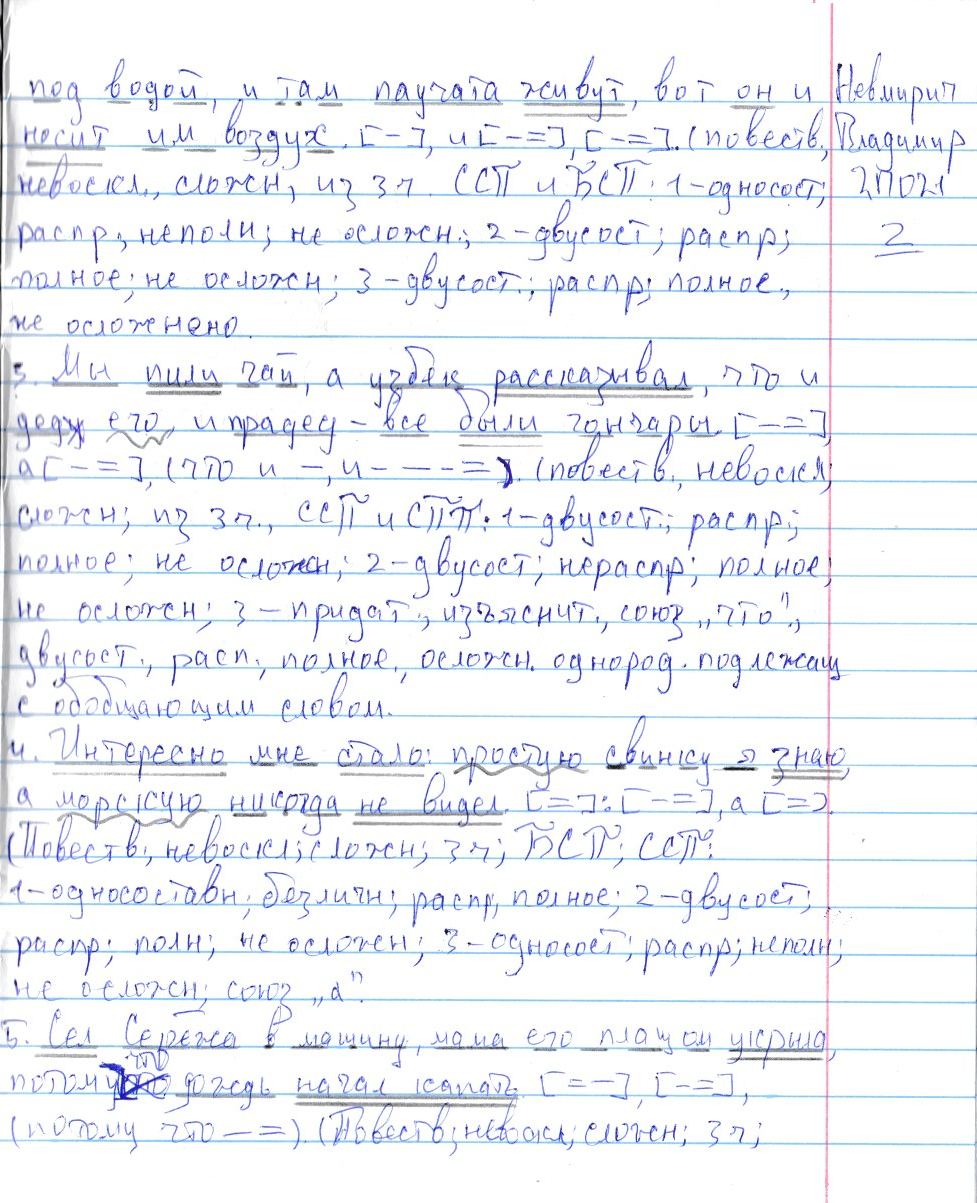 под водой, и там паучата живут, вот он и
носит им воздух. [-], и [-=], [-=]. (повеств,
невоскл., сложн; из 3 ч. ССП и БСП: 1-односост;
распр; неполн; не осложн.; 2-двусост; распр;
полное; не осложн; 3-двусост.; распр; полное.,
не осложнено.
3. Мы пили чай, а узбек рассказывал, что и
дед его, и прадед - все были гончары. [-=]
а [-=], (что и -, и - --=). (повеств., невоскл;
сложн; из 3 ч., ССП и СПП: 1-двусост.; распр;
полное; не осложн; 2-двусост; нераспр; полное;
не осложн; 3-придат., изъяснит., союз „что",
двусост., расп., полное, осложн. однород. подлежащ
с обобщающим словом.
4. Интересно мне стало: простую свинку я знаю,
а морскую никогда не видел. [=]: [-=], а [=].
(Повеств; невоскл; сложн; 3 ч; БСП; ССП:
1-односоставн; безличн; распр, полное; 2-двусост;
распр; полн; не осложн; 3-односост; распр; неполн;
не осложн; союз „а".
5. Сел Сережа в машину, мама его плащом укрыла,
потому что дождь начал капать. [=-], [-=],
(потому что -=). (Повеств; невоскл; сложн; 3 ч;
Невмирич
Владимир
2П021
2